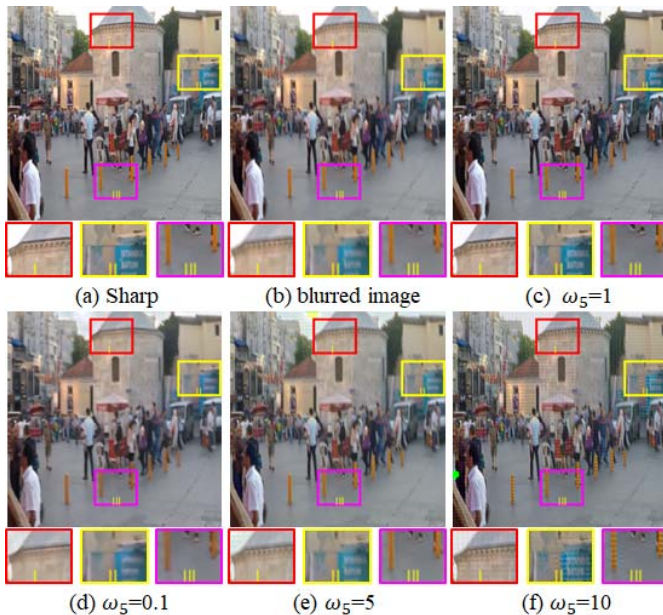 (a) Sharp
(b) blurred image
(c) ω₅=1
(d) ω₅=0.1
(e) ω₅=5
(f) ω₅=10